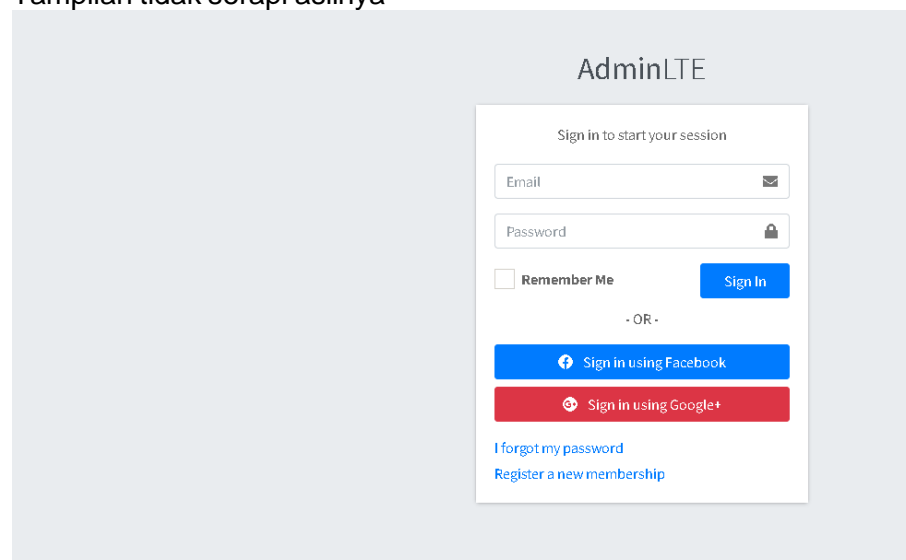 Tampilan tidak serapi aslinya
AdminLTE
Sign in to start your session
Email
Password
Remember Me
Sign In
- OR -
Sign in using Facebook
Sign in using Google+
I forgot my password
Register a new membership